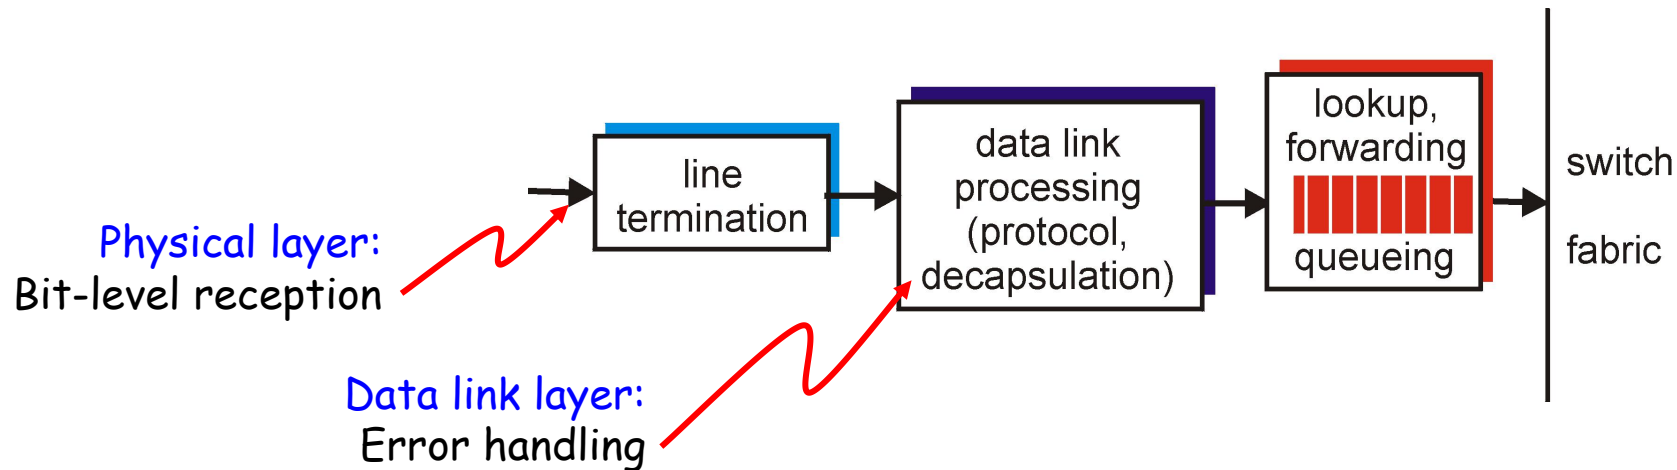 line
termination
data link
processing
(protocol,
decapsulation)
lookup,
forwarding
queueing
switch
fabric
Physical layer:
Bit-level reception
Data link layer:
Error handling